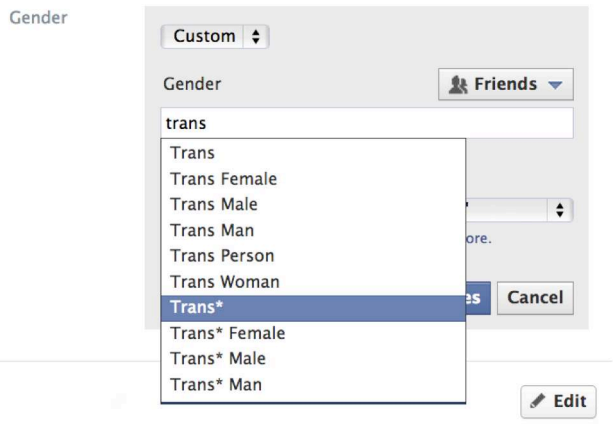 Gender
Custom
Gender
Friends
trans
Trans
Trans Female
Trans Male
Trans Man
Trans Person
Trans Woman
Trans*
Trans* Female
Trans* Male
Trans* Man
ore.
es Cancel
Edit